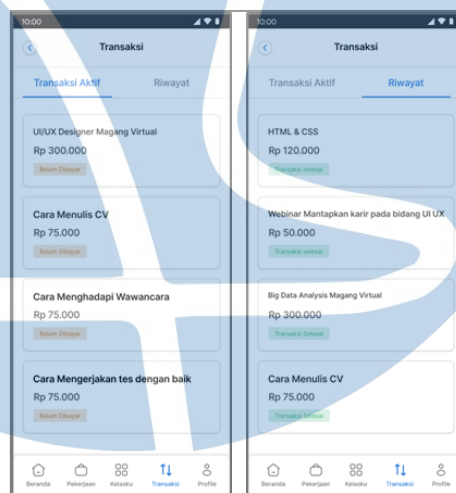 10:00
Transaksi
Transaksi Aktif
Riwayat
UI/UX Designer Magang Virtual
Rp 300.000
Belum Dibayar
Cara Menulis CV
Rp 75.000
Belum Dibayar
Cara Menghadapi Wawancara
Rp 75.000
Belum Dibayar
Cara Mengerjakan tes dengan baik
Rp 75.000
Belum Dibayar
Beranda
Pekerjaan
Kelasku
Transaksi
Profile
10:00
Transaksi
Transaksi Aktif
Riwayat
HTML & CSS
Rp 120.000
Transaksi selesai
Webinar Mantapkan karir pada bidang UI UX
Rp 50.000
Transaksi selesai
Big Data Analysis Magang Virtual
Rp 300.000
Transaksi Selesai
Cara Menulis CV
Rp 75.000
Transaksi Selesai
Beranda
Pekerjaan
Kelasku
Transaksi
Profile